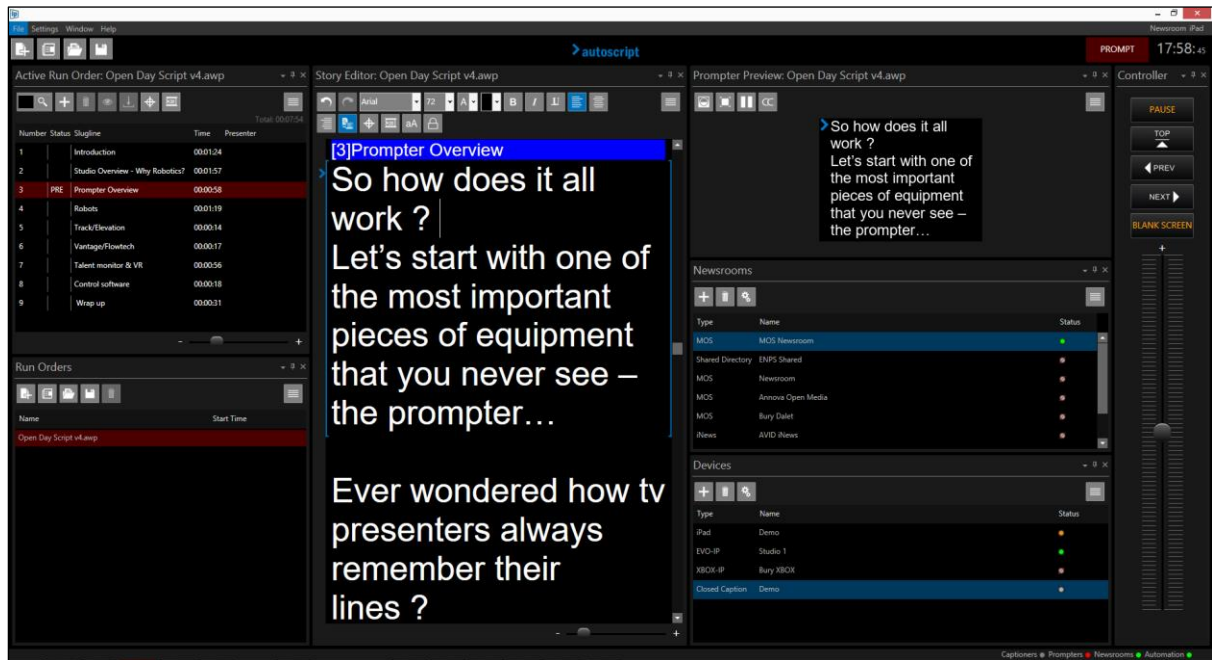 File Settings Window Help
Newsroom iPad
autoscript
PROMPT 17:58:45
Active Run Order: Open Day Script v4.awp
Total: 00:07:54
Number Status Slugline Time Presenter
1 Introduction 00:01:24
2 Studio Overview - Why Robotics? 00:01:57
3 PRE Prompter Overview 00:00:58
4 Robots 00:01:19
5 Track/Elevation 00:00:14
6 Vantage/Flowtech 00:00:17
7 Talent monitor & VR 00:00:56
8 Control software 00:00:18
9 Wrap up 00:00:31
- +
Run Orders
Name Start Time
Open Day Script v4.awp
Story Editor: Open Day Script v4.awp
Arial 72 A B I U
aA
[3]Prompter Overview
So how does it all
work ?
Let's start with one of
the most important
pieces of equipment
that you never see –
the prompter…
Ever wondered how tv
presenters always
remember their
lines ?
- +
Prompter Preview: Open Day Script v4.awp
CC
So how does it all
work ?
Let's start with one of
the most important
pieces of equipment
that you never see –
the prompter…
Newsrooms
Type Name Status
MOS MOS Newsroom
Shared Directory ENPS Shared
MOS Newsroom
MOS Annova Open Media
MOS Bury Dalet
iNews AVID iNews
Devices
Type Name Status
iPad Demo
EVO-IP Studio 1
XBOX-IP Bury XBOX
Closed Caption Demo
Controller
PAUSE
TOP
PREV
NEXT
BLANK SCREEN
+
-
Captioners Prompters Newsrooms Automation